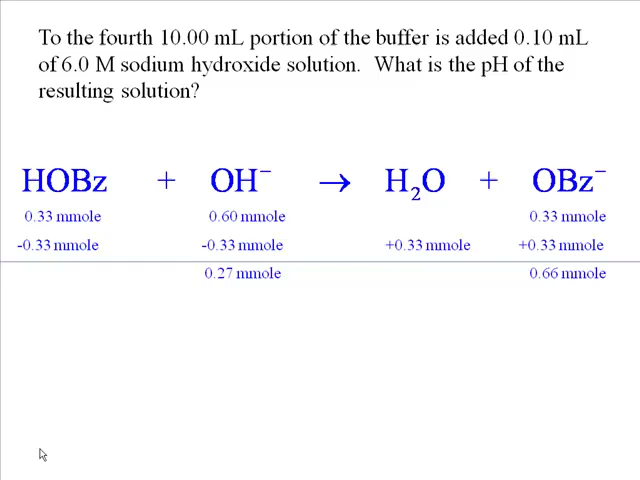 To the fourth 10.00 mL portion of the buffer is added 0.10 mL
of 6.0 M sodium hydroxide solution.  What is the pH of the
resulting solution?
HOBz + OH⁻ → H₂O + OBz⁻
0.33 mmole 0.60 mmole 0.33 mmole
-0.33 mmole -0.33 mmole +0.33 mmole +0.33 mmole
0.27 mmole 0.66 mmole